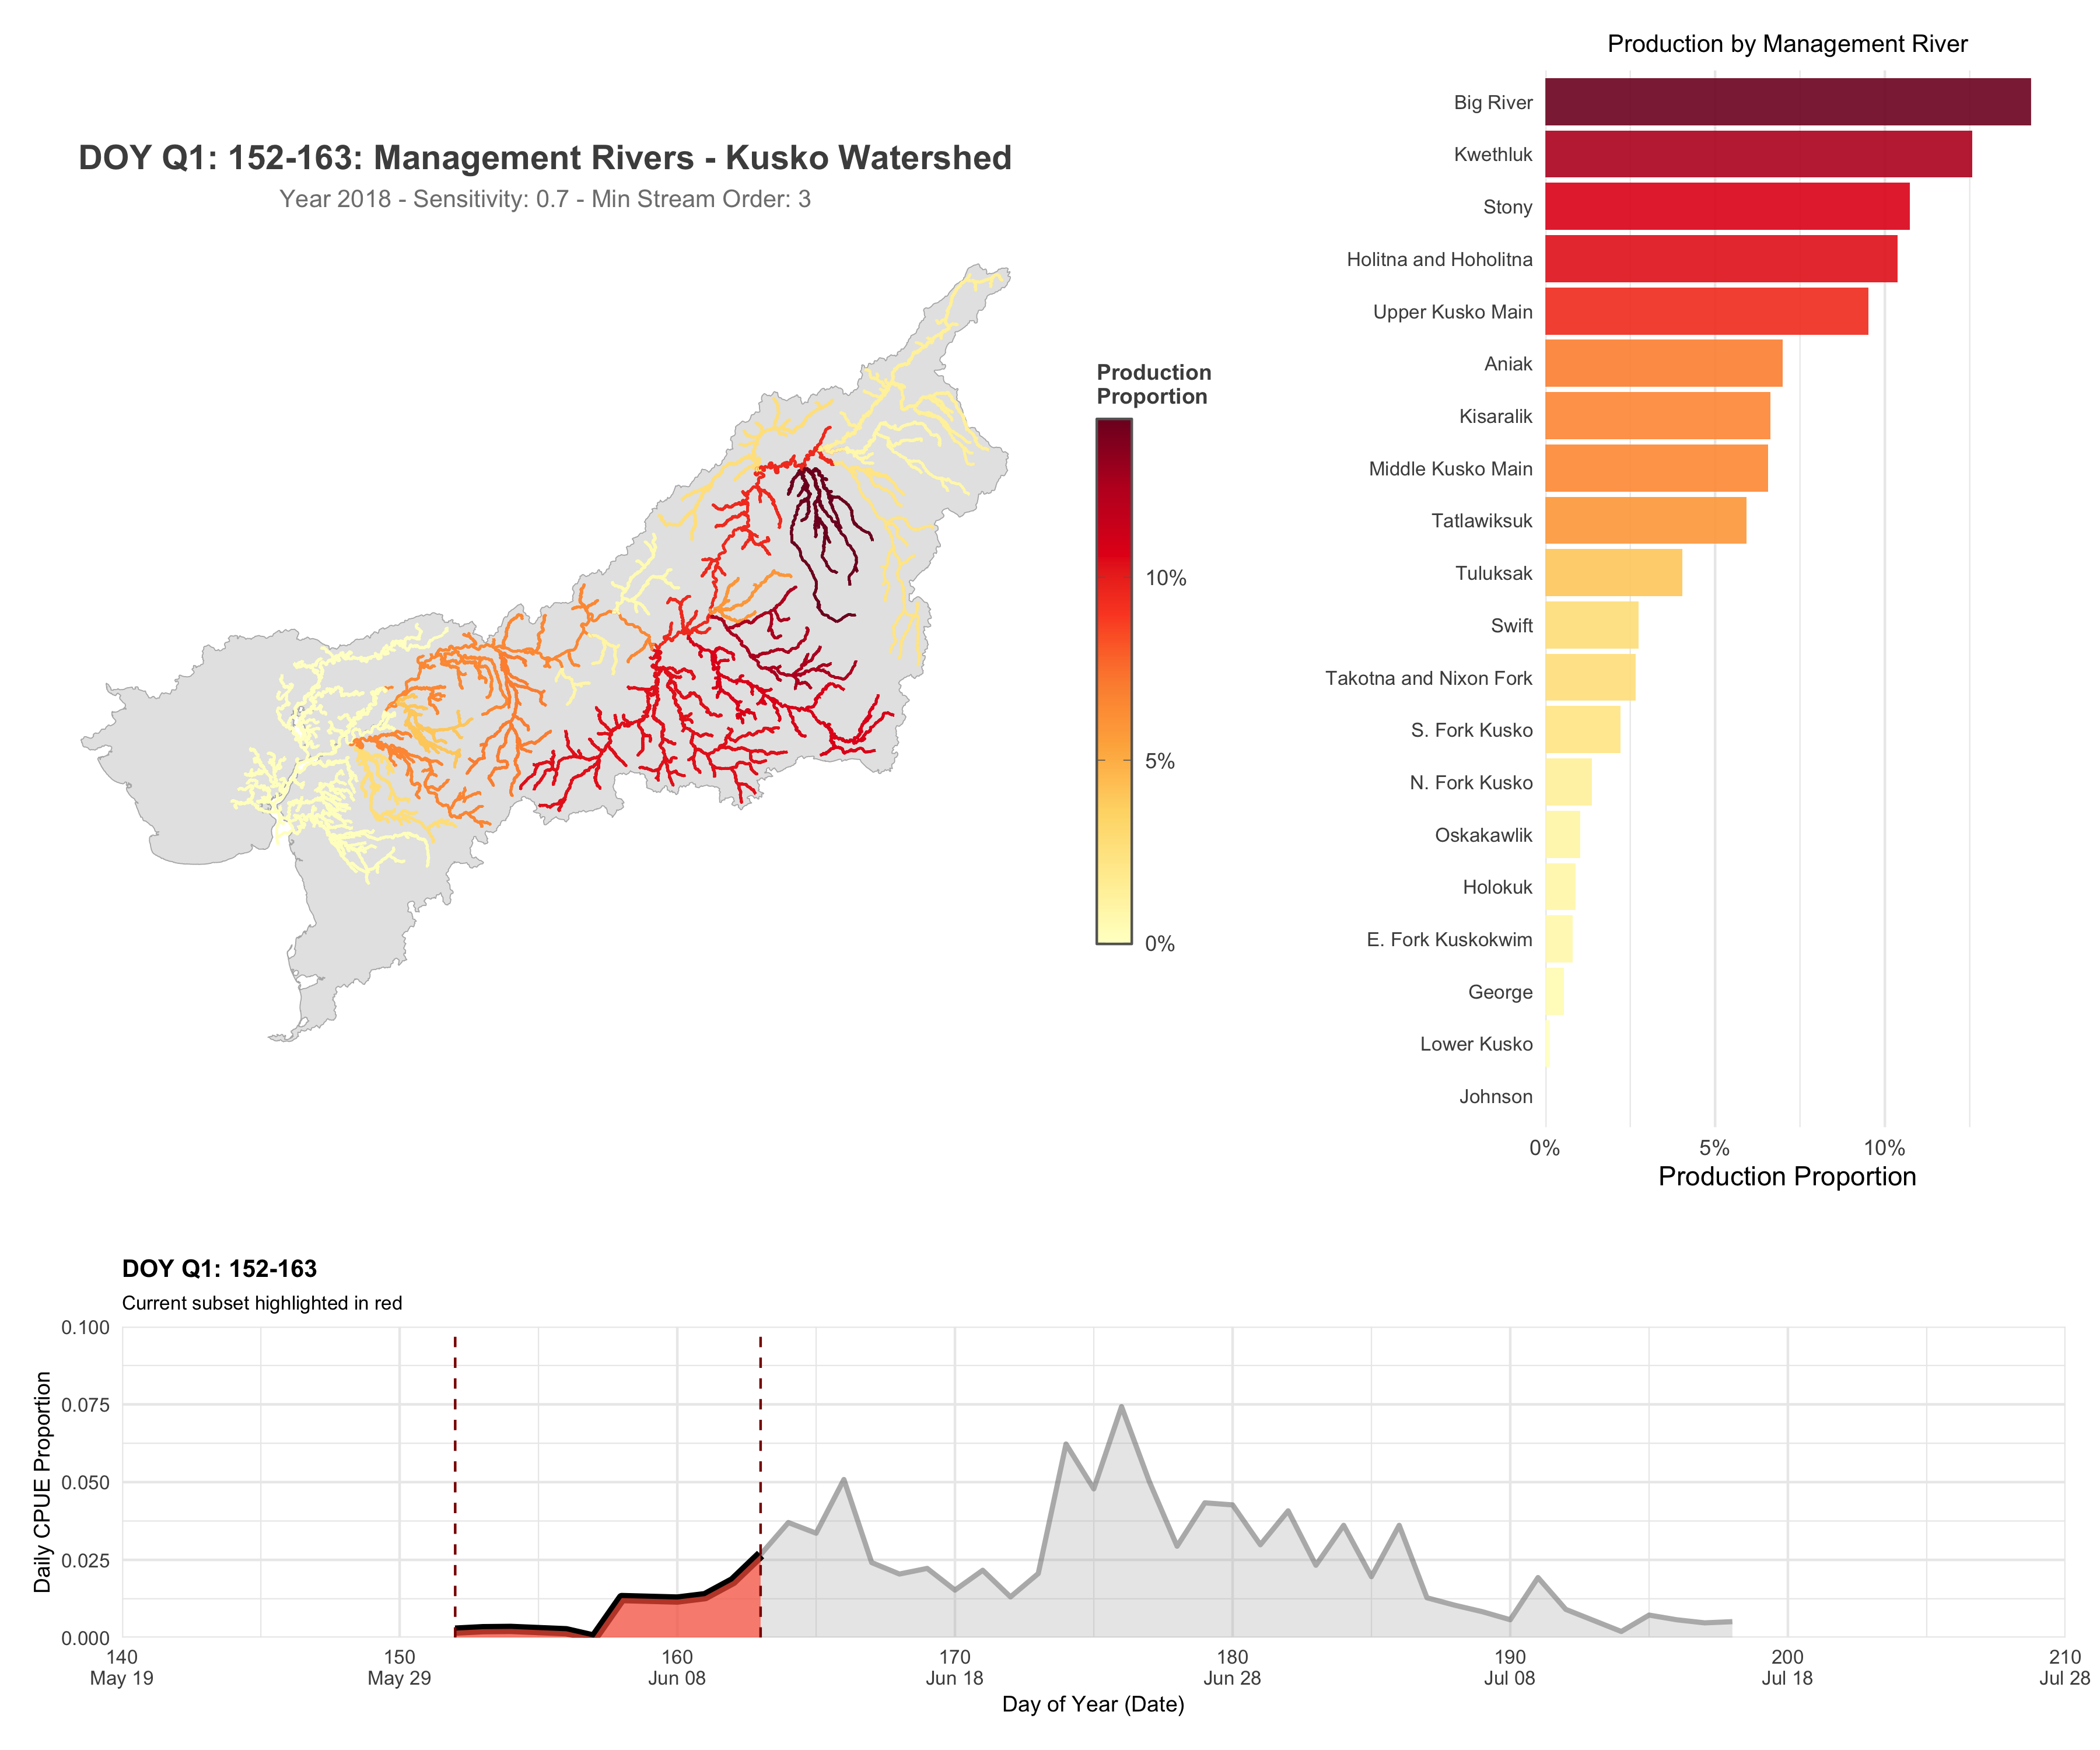 Production by Management River
Big River
Kwethluk
Stony
Holitna and Hoholitna
Upper Kusko Main
Aniak
Kisaralik
Middle Kusko Main
Tatlawiksuk
Tuluksak
Swift
Takotna and Nixon Fork
S. Fork Kusko
N. Fork Kusko
Oskakawlik
Holokuk
E. Fork Kuskokwim
George
Lower Kusko
Johnson
0% 5% 10%
Production Proportion
DOY Q1: 152-163: Management Rivers - Kusko Watershed
Year 2018 - Sensitivity: 0.7 - Min Stream Order: 3
Production
Proportion
10%
5%
0%
DOY Q1: 152-163
Current subset highlighted in red
Daily CPUE Proportion
0.100
0.075
0.050
0.025
0.000
140 150 160 170 180 190 200 210
May 19 May 29 Jun 08 Jun 18 Jun 28 Jul 08 Jul 18 Jul 28
Day of Year (Date)